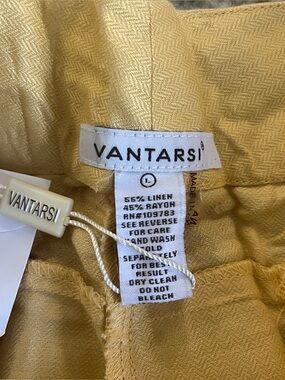 VANTARSI
L
55% LINEN
45% RAYON
RN#109783
SEE REVERSE
FOR CARE
HAND WASH
COLD
SEPARATELY
FOR BEST
RESULT
DRY CLEAN
DO NOT
BLEACH
VANTARSI